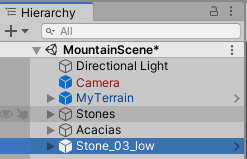 Hierarchy
All
MountainScene*
Directional Light
Camera
MyTerrain
Stones
Acacias
Stone_03_low